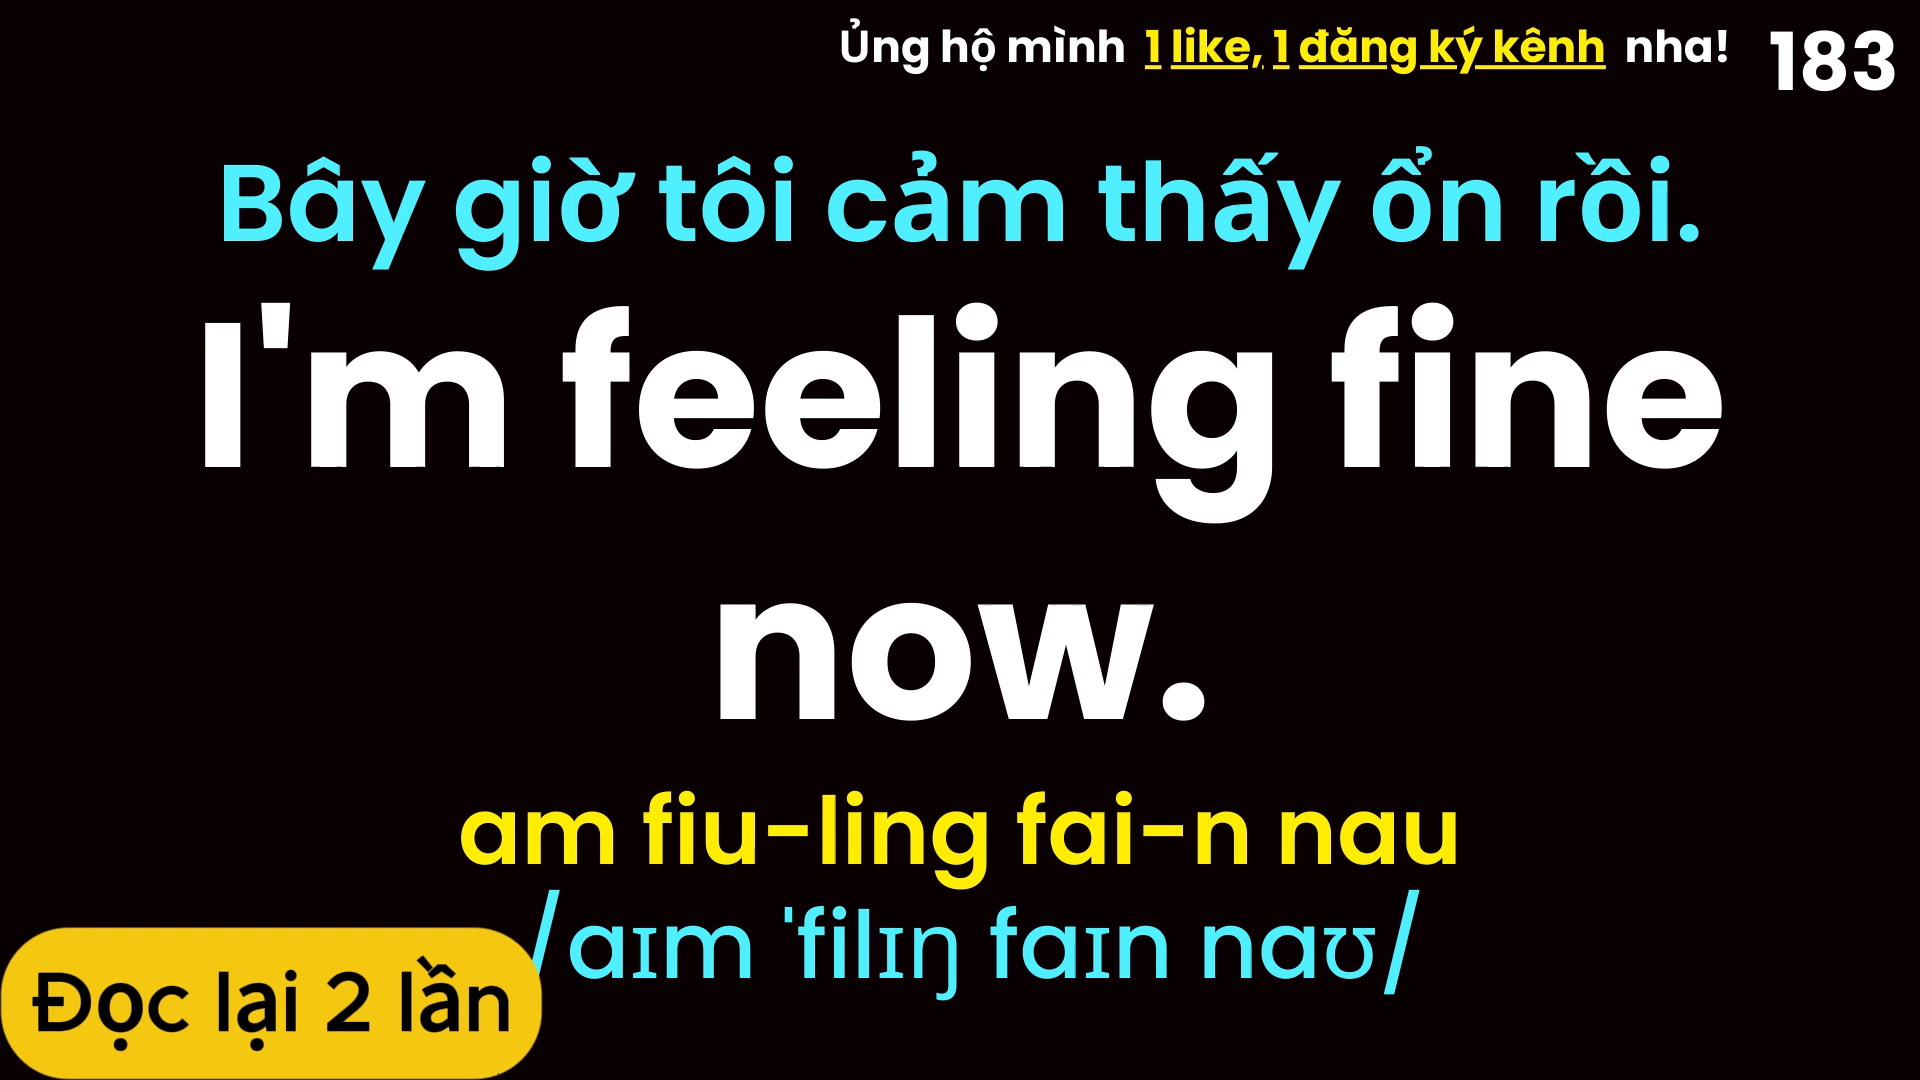 Ủng hộ mình 1 like, 1 đăng ký kênh nha! 183
Bây giờ tôi cảm thấy ổn rồi.
I'm feeling fine
now.
am fiu-ling fai-n nau
/aɪm ˈfilɪŋ faɪn naʊ/
Đọc lại 2 lần